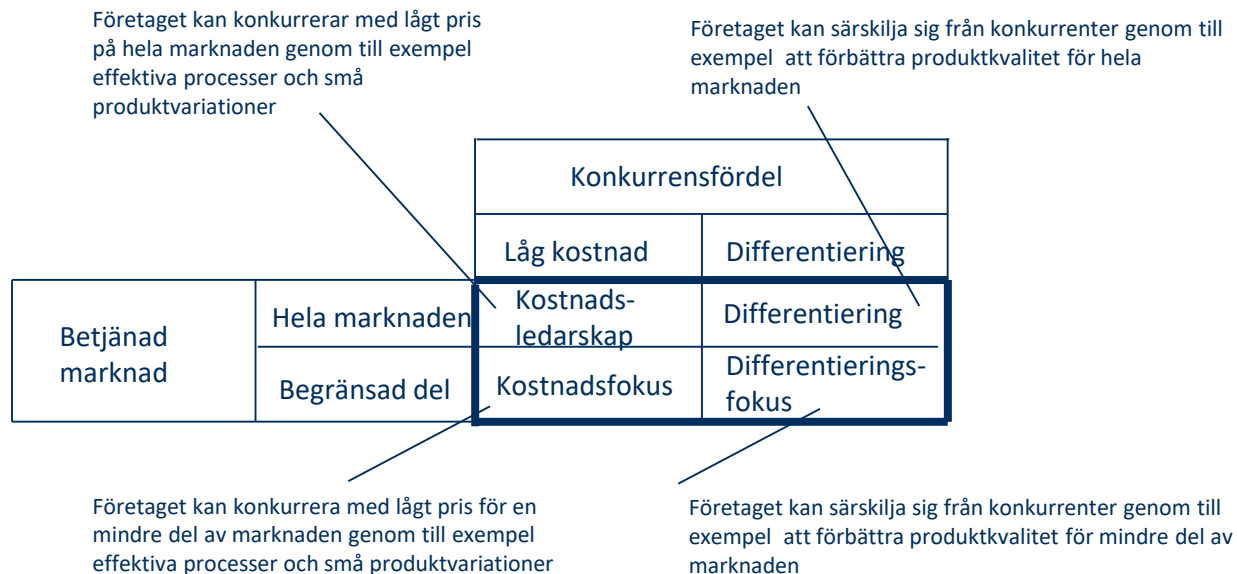 Företaget kan konkurrerar med lågt pris
på hela marknaden genom till exempel
effektiva processer och små
produktvariationer
Företaget kan särskilja sig från konkurrenter genom till
exempel  att förbättra produktkvalitet för hela
marknaden
Konkurrensfördel
Låg kostnad
Differentiering
Betjänad
marknad
Hela marknaden
Kostnads-
ledarskap
Differentiering
Begränsad del
Kostnadsfokus
Differentierings-
fokus
Företaget kan konkurrera med lågt pris för en
mindre del av marknaden genom till exempel
effektiva processer och små produktvariationer
Företaget kan särskilja sig från konkurrenter genom till
exempel  att förbättra produktkvalitet för mindre del av
marknaden